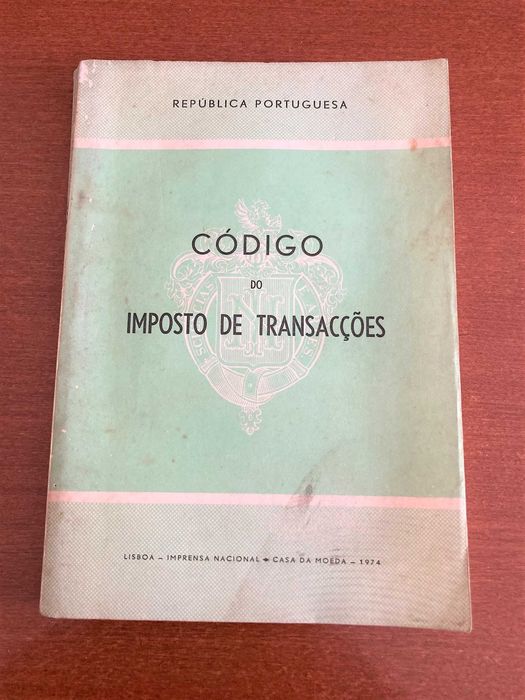 REPÚBLICA PORTUGUESA
CÓDIGO
DO
IMPOSTO DE TRANSACÇÕES
LISBOA – IMPRENSA NACIONAL ✦ CASA DA MOEDA – 1974